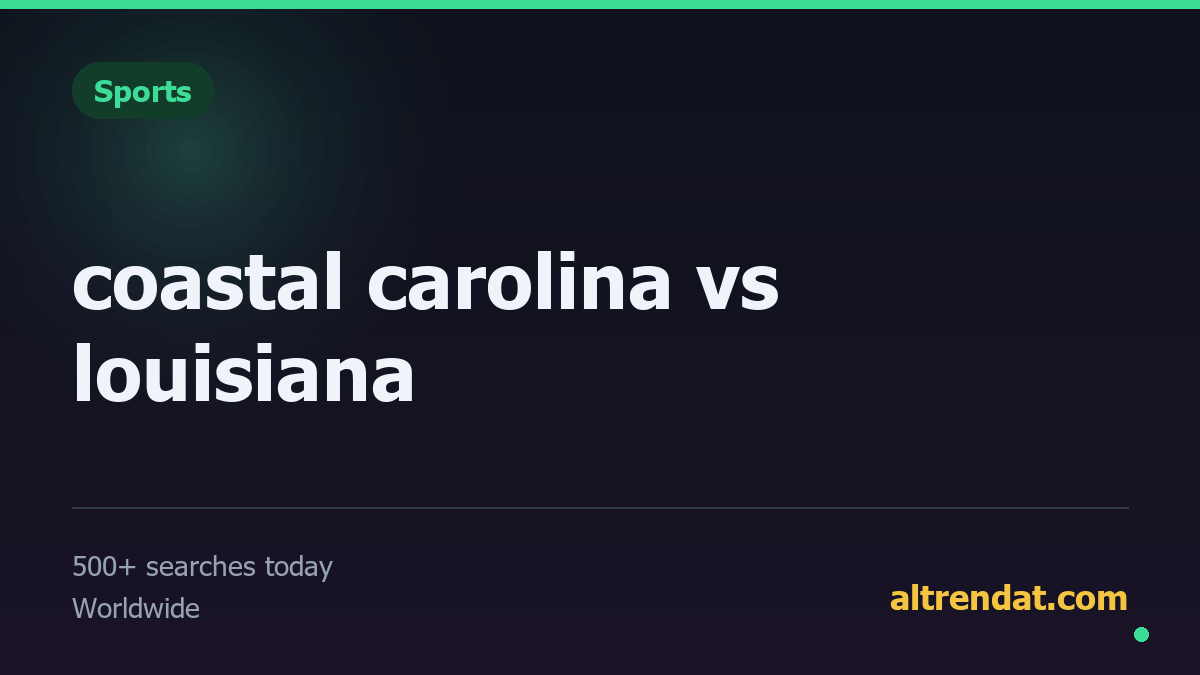 Sports
coastal carolina vs
louisiana
500+ searches today
Worldwide
altrendat.com